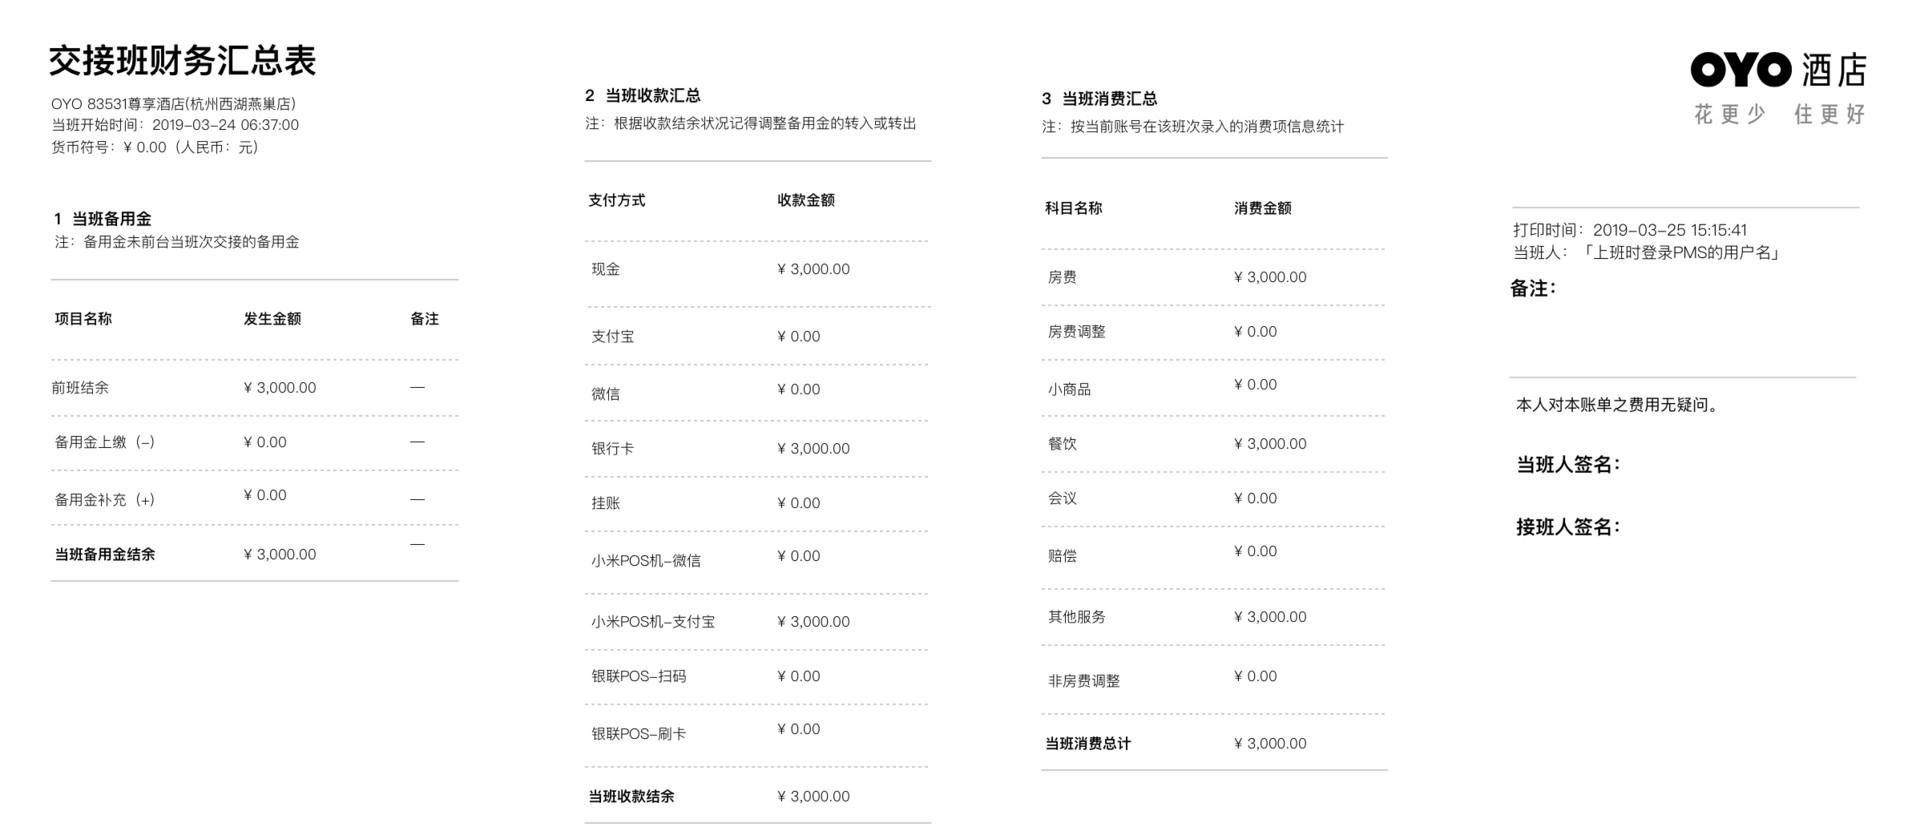 交接班财务汇总表
OYO 83531尊享酒店(杭州西湖燕巢店)
当班开始时间：2019-03-24 06:37:00
货币符号：¥ 0.00（人民币：元）
1 当班备用金
注：备用金未前台当班次交接的备用金
项目名称 发生金额 备注
前班结余 ¥ 3,000.00 —
备用金上缴（-） ¥ 0.00 —
备用金补充（+） ¥ 0.00 —
当班备用金结余 ¥ 3,000.00 —
2 当班收款汇总
注：根据收款结余状况记得调整备用金的转入或转出
支付方式 收款金额
现金 ¥ 3,000.00
支付宝 ¥ 0.00
微信 ¥ 0.00
银行卡 ¥ 3,000.00
挂账 ¥ 0.00
小米POS机-微信 ¥ 0.00
小米POS机-支付宝 ¥ 3,000.00
银联POS-扫码 ¥ 0.00
银联POS-刷卡 ¥ 0.00
当班收款结余 ¥ 3,000.00
3 当班消费汇总
注：按当前账号在该班次录入的消费项信息统计
科目名称 消费金额
房费 ¥ 3,000.00
房费调整 ¥ 0.00
小商品 ¥ 0.00
餐饮 ¥ 3,000.00
会议 ¥ 0.00
赔偿 ¥ 0.00
其他服务 ¥ 3,000.00
非房费调整 ¥ 0.00
当班消费总计 ¥ 3,000.00
OYO 酒店
花更少 住更好
打印时间：2019-03-25 15:15:41
当班人：「上班时登录PMS的用户名」
备注：
本人对本账单之费用无疑问。
当班人签名：
接班人签名：